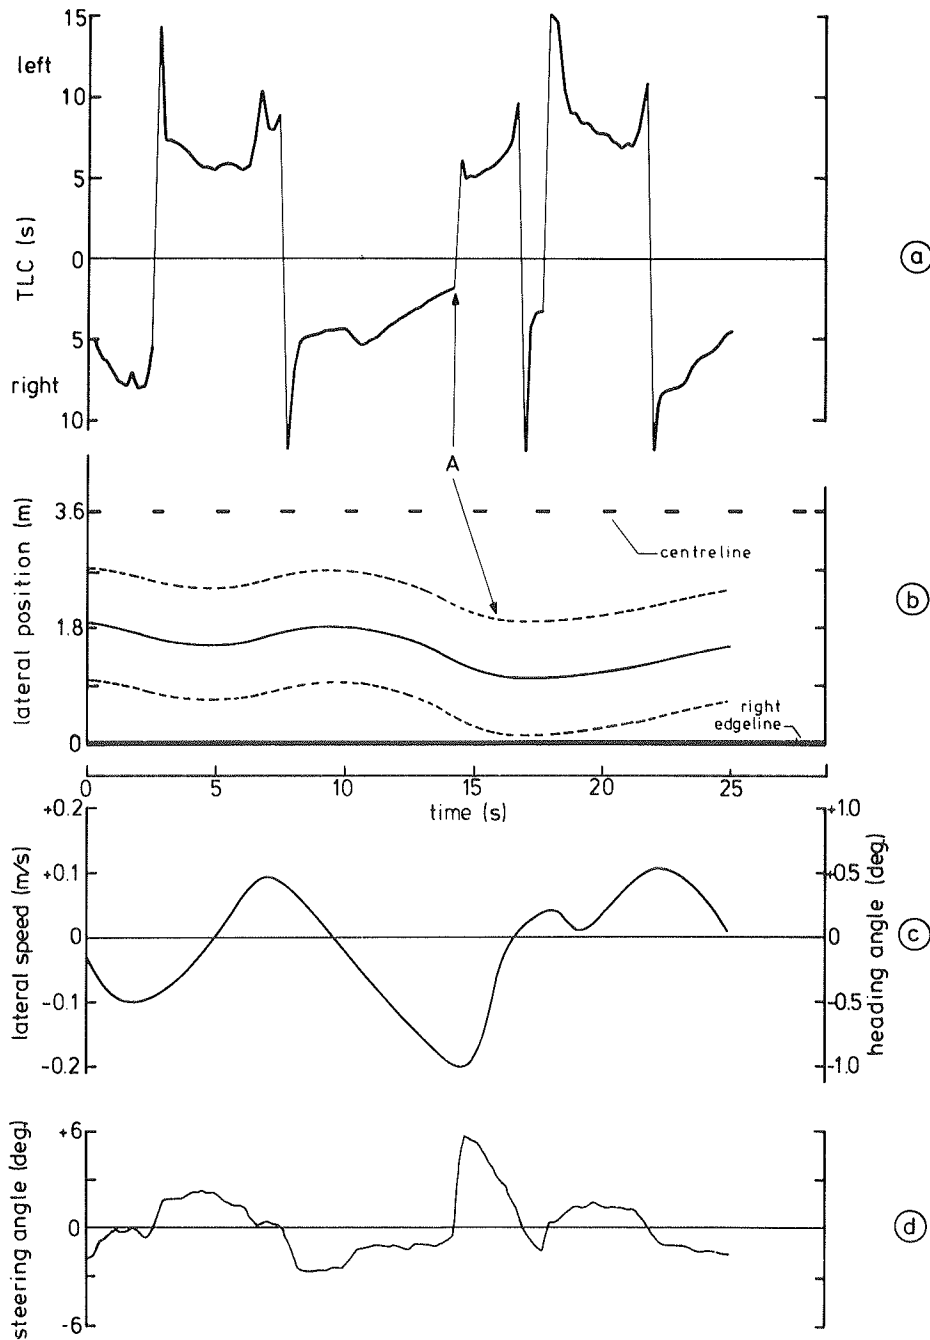 15
left
10
5
TLC (s)
0
a
5
right
10
A
lateral position (m)
3.6
centreline
b
1.8
right
edgeline
0
0 5 10 15 20 25
time (s)
lateral speed (m/s)
+0.2
+0.1
0
-0.1
-0.2
+1.0
+0.5
0
-0.5
-1.0
heading angle (deg.)
c
steering angle (deg.)
+6
0
-6
d